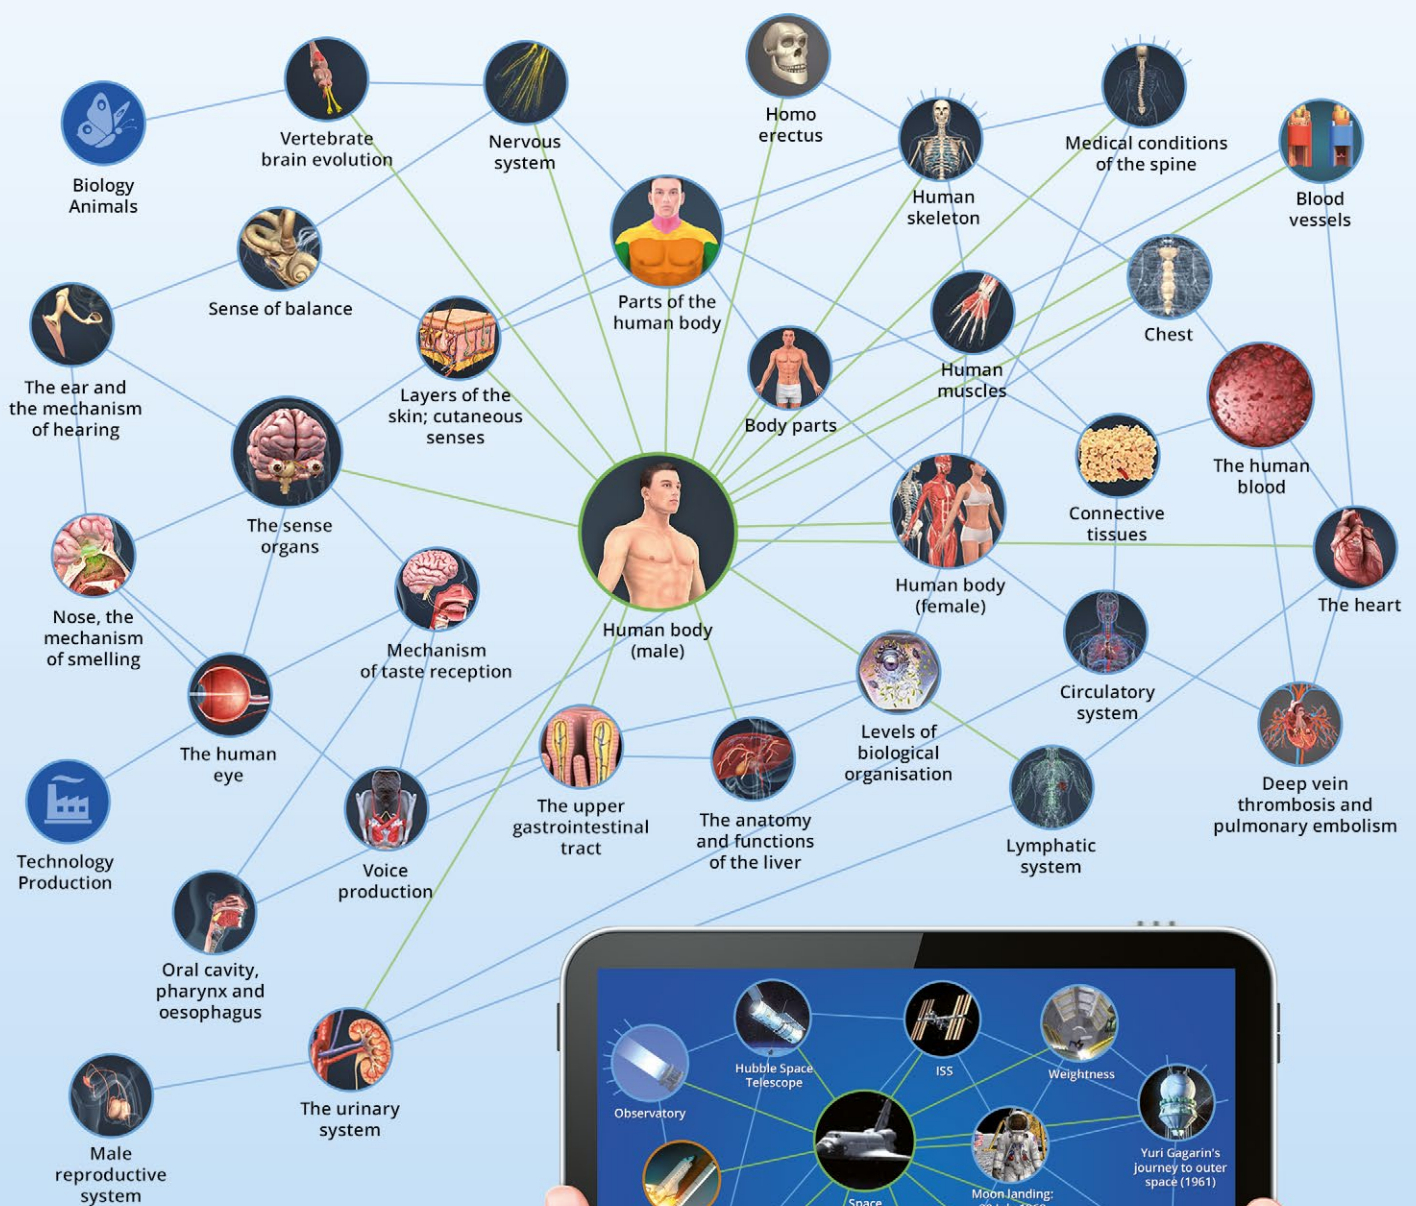 Biology
Animals
Vertebrate
brain evolution
Nervous
system
Homo
erectus
Human
skeleton
Medical conditions
of the spine
Blood
vessels
Sense of balance
Parts of the
human body
Chest
The ear and
the mechanism
of hearing
Layers of the
skin; cutaneous
senses
Body parts
Human
muscles
The human
blood
The sense
organs
Connective
tissues
Human body
(female)
The heart
Nose, the
mechanism
of smelling
Mechanism
of taste reception
Human body
(male)
Circulatory
system
The human
eye
Levels of
biological
organisation
Deep vein
thrombosis and
pulmonary embolism
Technology
Production
Voice
production
The upper
gastrointestinal
tract
The anatomy
and functions
of the liver
Lymphatic
system
Oral cavity,
pharynx and
oesophagus
The urinary
system
Male
reproductive
system
Hubble Space
Telescope
ISS
Weightness
Observatory
Yuri Gagarin's
journey to outer
space (1961)
Moon landing:
Space